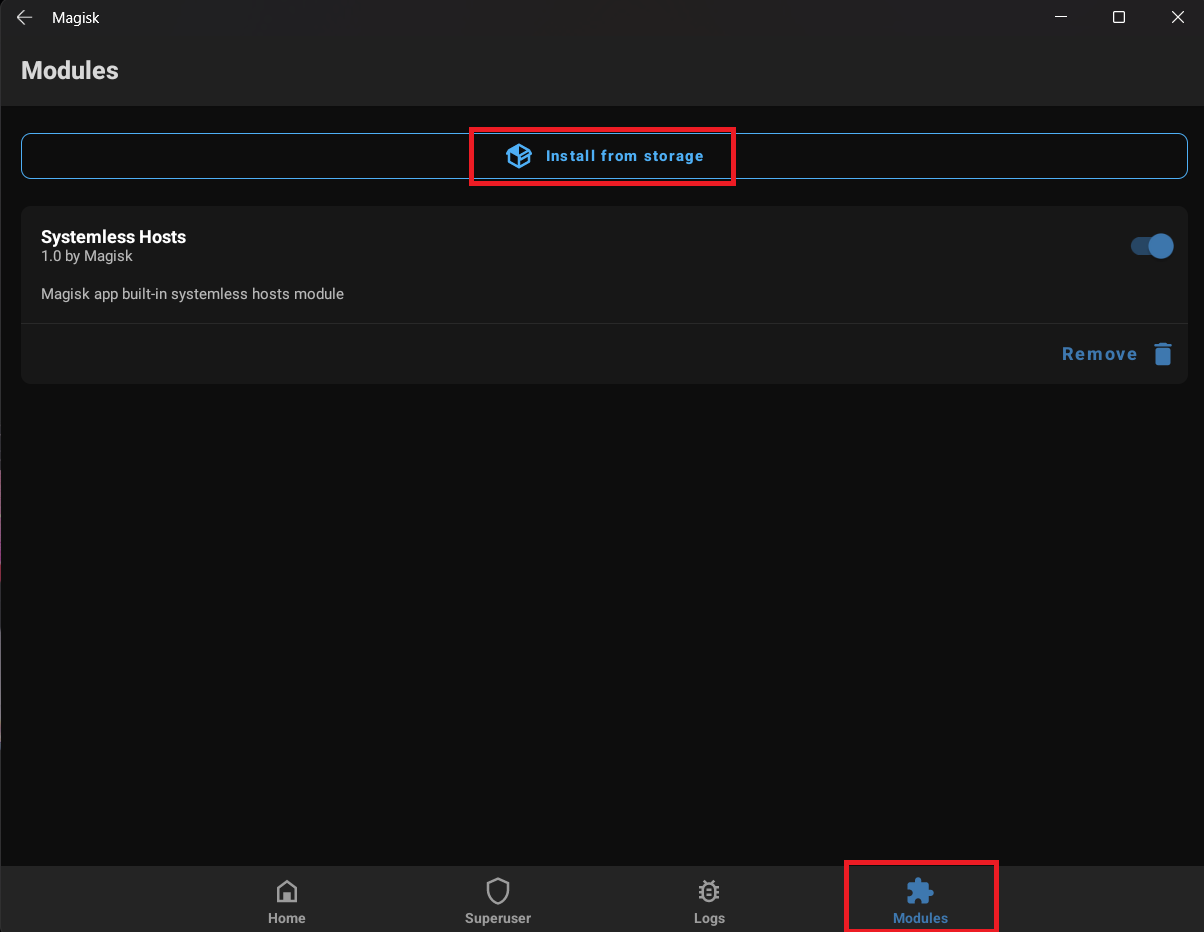 Magisk
Modules
Install from storage
Systemless Hosts
1.0 by Magisk
Magisk app built-in systemless hosts module
Remove
Home
Superuser
Logs
Modules